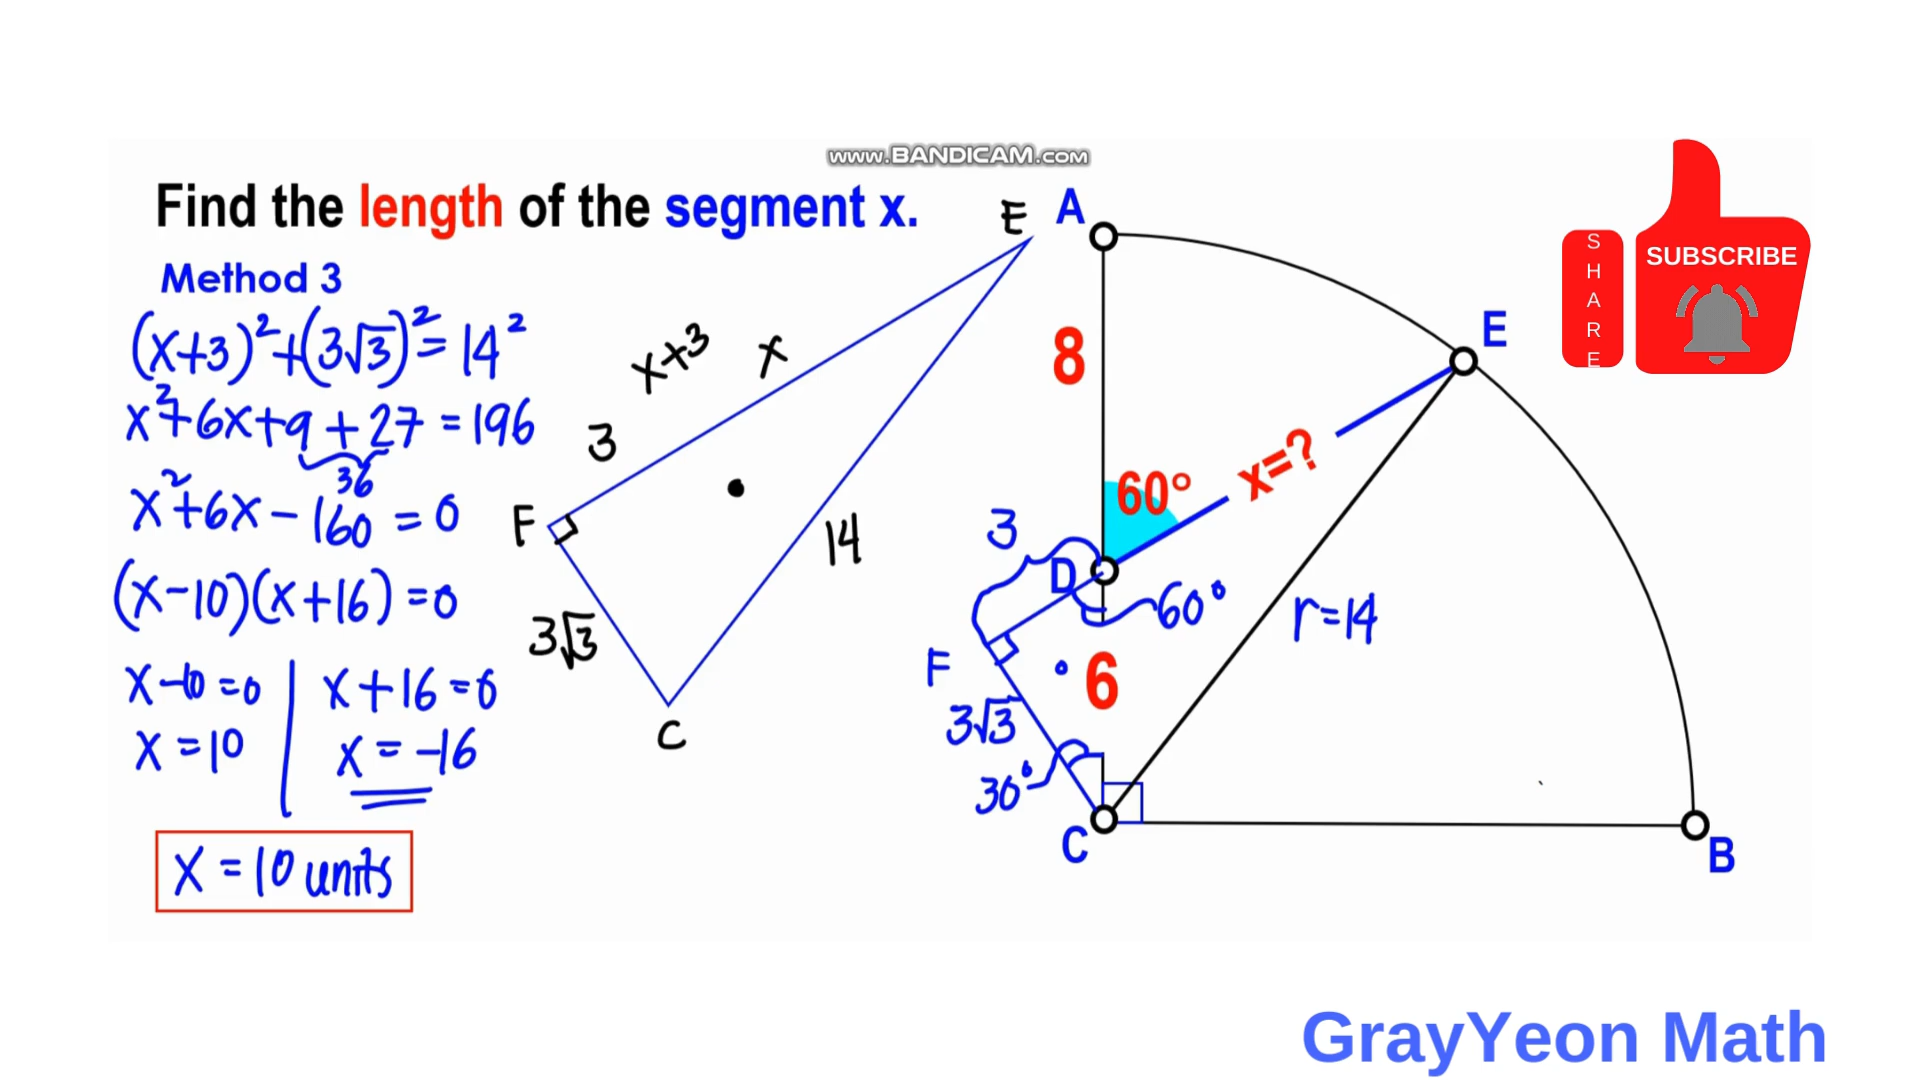 www.BANDICAM.com
Find the length of the segment x.
Method 3
(x+3)²+(3√3)²=14²
x²+6x+9+27=196
36
x²+6x-160=0
(x-10)(x+16)=0
x-10=0
x=10
x+16=0
x=-16
x=10 units
E
x+3
x
3
F
14
3√3
C
A
8
E
60°
x=?
3
D
60°
r=14
F
6
3√3
30°
C
B
SHARE
SUBSCRIBE
GrayYeon Math